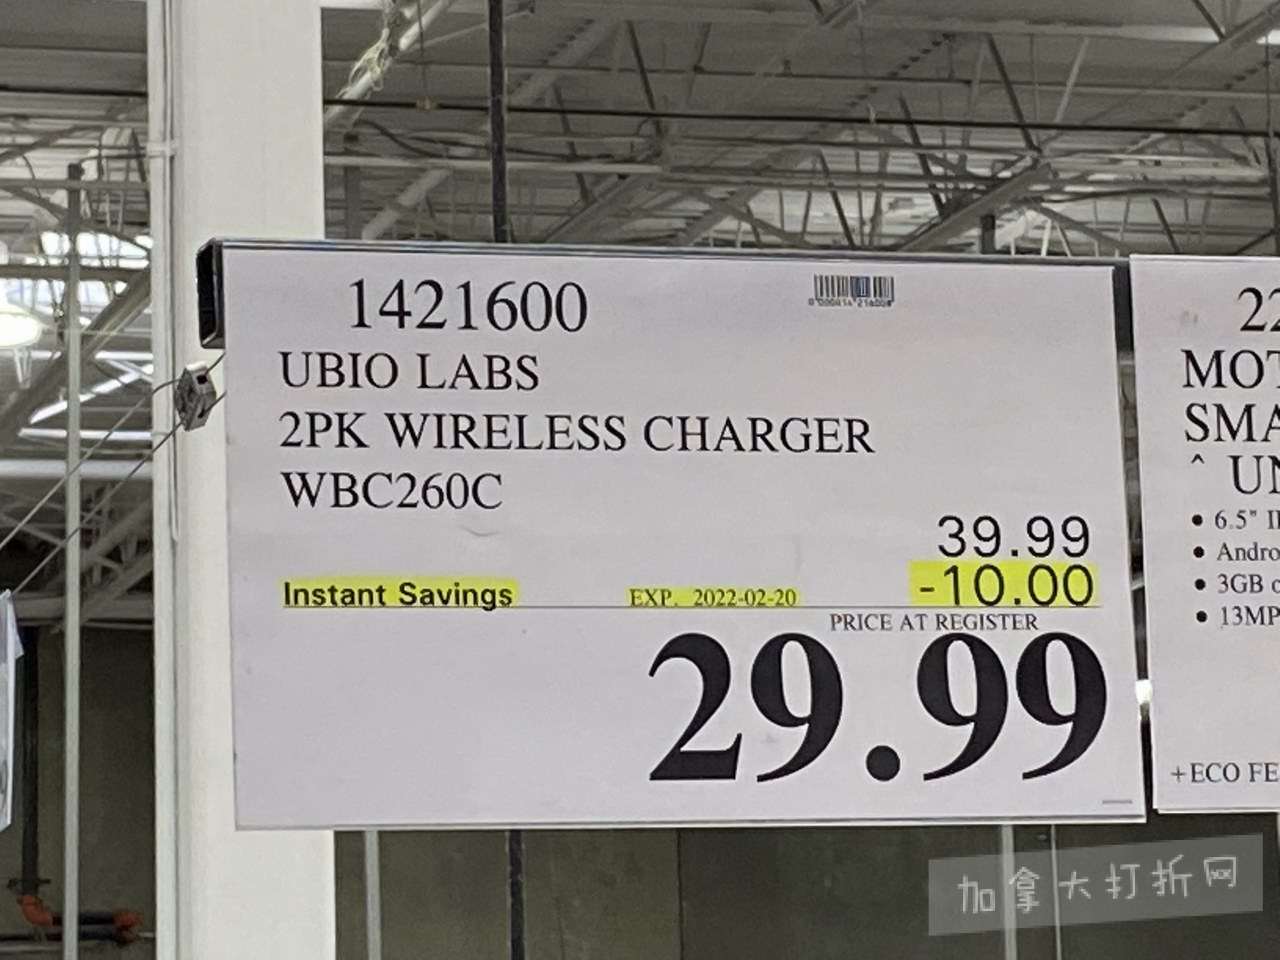 1421600
UBIO LABS
2PK WIRELESS CHARGER
WBC260C
39.99
Instant Savings EXP. 2022-02-20 -10.00
PRICE AT REGISTER
29.99
22
MOT
SMA
^ UN
• 6.5"
• Andro
• 3GB
• 13MP
+ECO FE
加拿大打折网